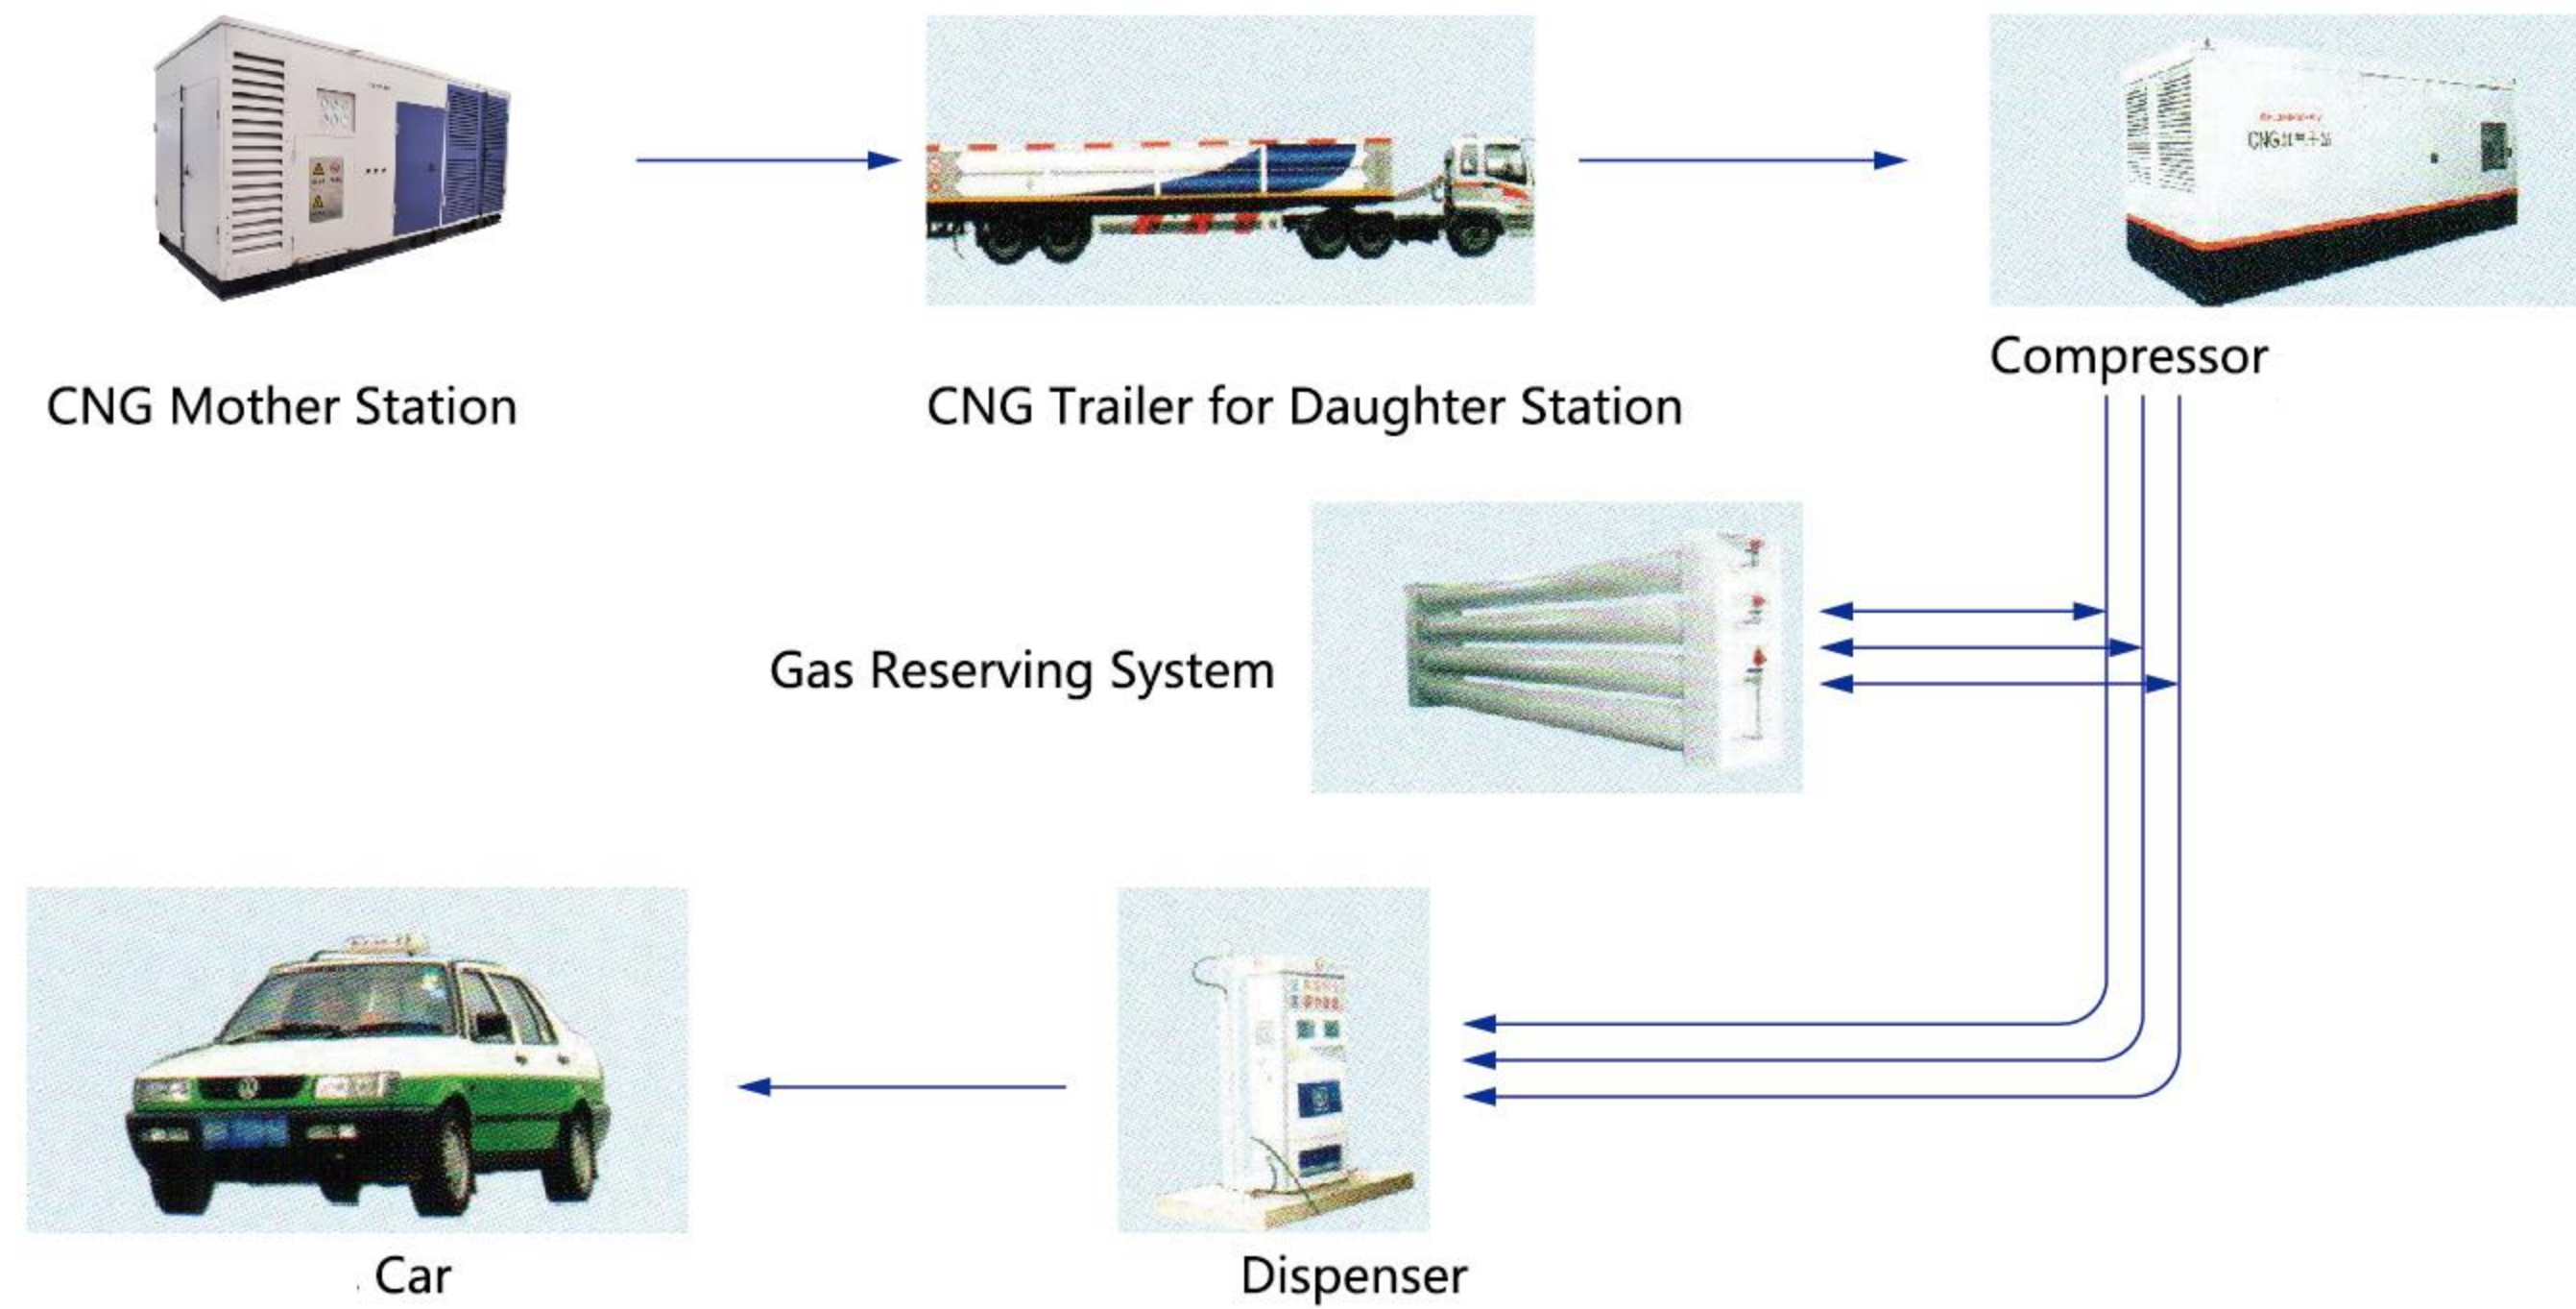 CNG Mother Station
CNG Trailer for Daughter Station
Compressor
Gas Reserving System
Car
Dispenser